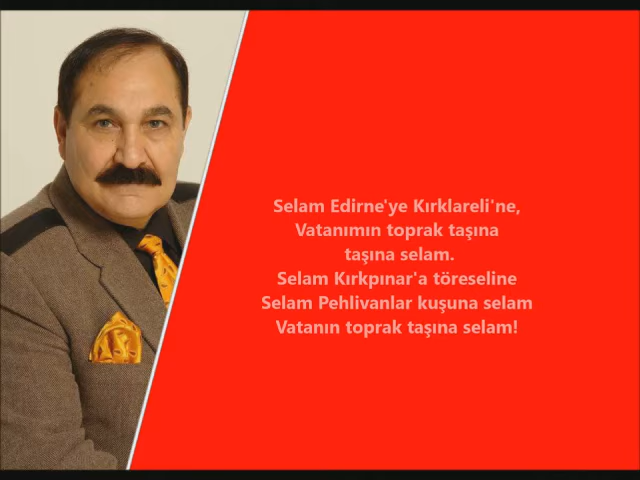 Selam Edirne'ye Kırklareli'ne,
Vatanımın toprak taşına
taşına selam.
Selam Kırkpınar'a töreseline
Selam Pehlivanlar kuşuna selam
Vatanın toprak taşına selam!